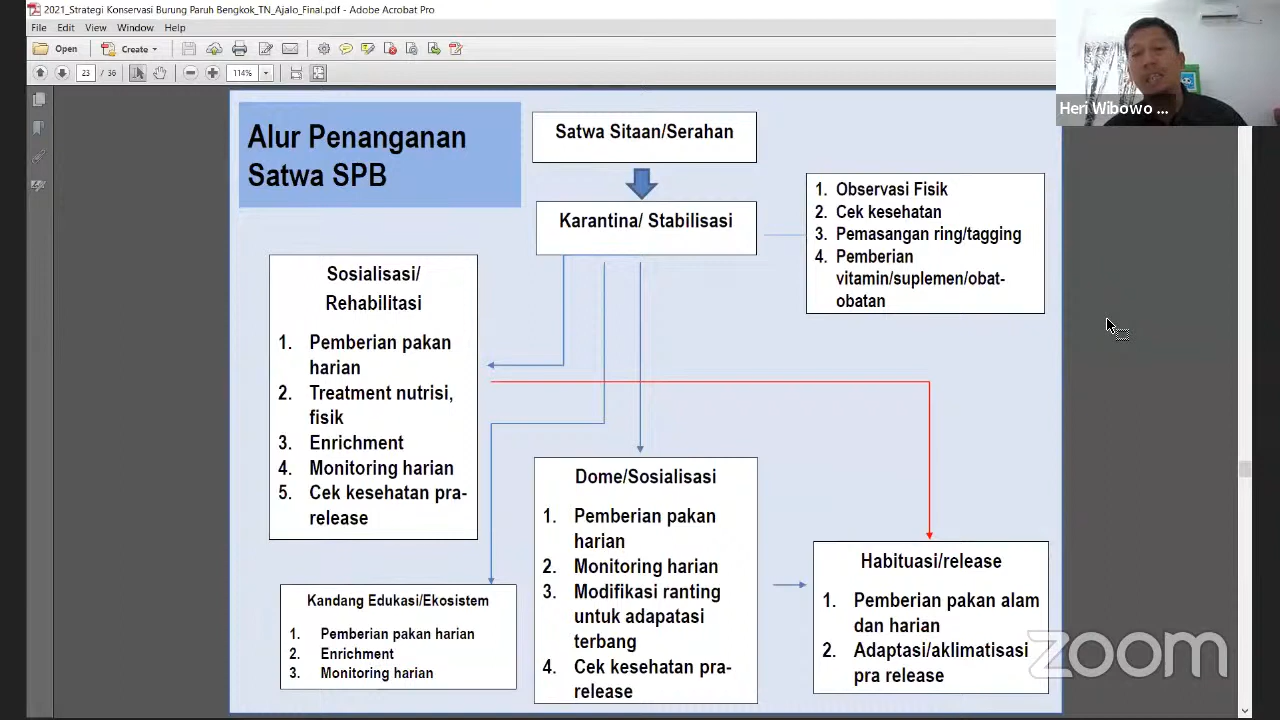 2021_Strategi Konservasi Burung Paruh Bengkok_TN_Ajalo_Final.pdf - Adobe Acrobat Pro
File Edit View Window Help
Open Create
23 / 36 114%
Heri Wibowo ...
Alur Penanganan
Satwa SPB
Satwa Sitaan/Serahan
Karantina/ Stabilisasi
1. Observasi Fisik
2. Cek kesehatan
3. Pemasangan ring/tagging
4. Pemberian
vitamin/suplemen/obat-
obatan
Sosialisasi/
Rehabilitasi
1. Pemberian pakan
harian
2. Treatment nutrisi,
fisik
3. Enrichment
4. Monitoring harian
5. Cek kesehatan pra-
release
Kandang Edukasi/Ekosistem
1. Pemberian pakan harian
2. Enrichment
3. Monitoring harian
Dome/Sosialisasi
1. Pemberian pakan
harian
2. Monitoring harian
3. Modifikasi ranting
untuk adapatasi
terbang
4. Cek kesehatan pra-
release
Habituasi/release
1. Pemberian pakan alam
dan harian
2. Adaptasi/aklimatisasi
pra release
zoom